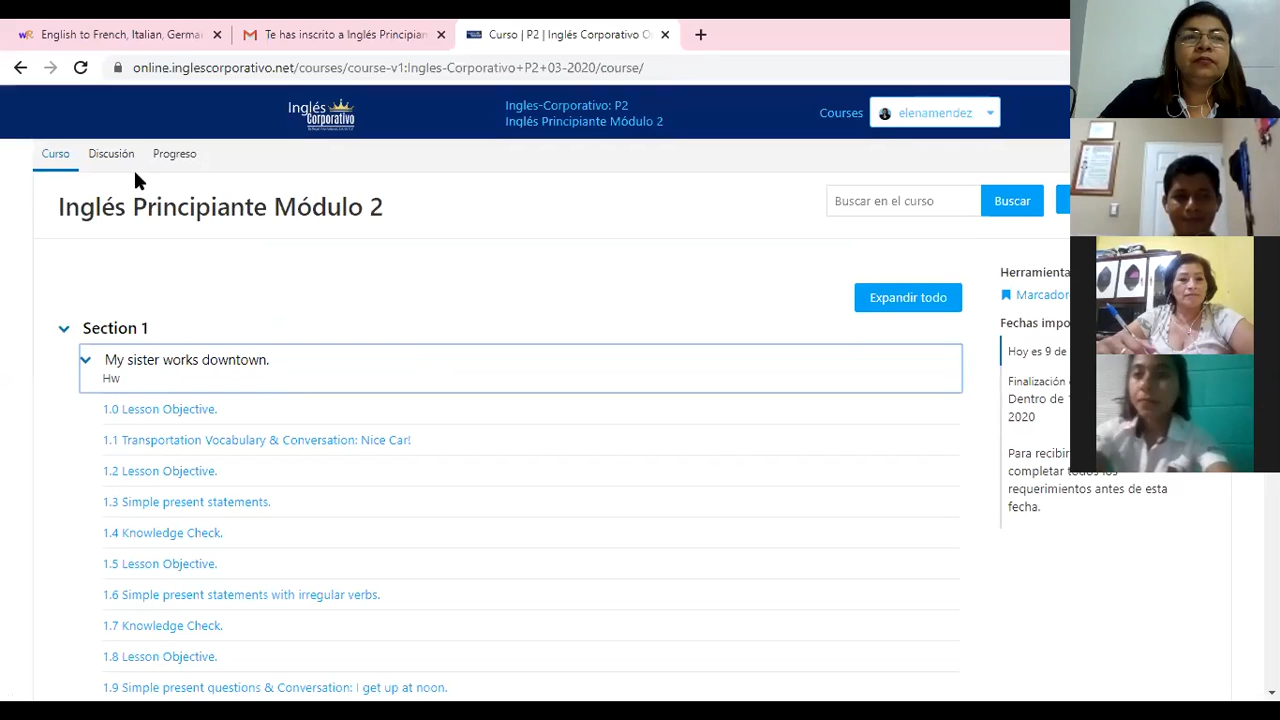 English to French, Italian, Germa
Te has inscrito a Inglés Principian
Curso | P2 | Inglés Corporativo O
online.inglescorporativo.net/courses/course-v1:Ingles-Corporativo+P2+03-2020/course/
Inglés
Corporativo
Ingles-Corporativo: P2
Inglés Principiante Módulo 2
Courses
elenamendez
Curso
Discusión
Progreso
Inglés Principiante Módulo 2
Buscar en el curso
Buscar
Expandir todo
Herramienta
Marcador
Fechas impo
Hoy es 9 de
Finalización
Dentro de 1
2020
Para recibir
completar todos los
requerimientos antes de esta
fecha.
Section 1
My sister works downtown.
Hw
1.0 Lesson Objective.
1.1 Transportation Vocabulary & Conversation: Nice Car!
1.2 Lesson Objective.
1.3 Simple present statements.
1.4 Knowledge Check.
1.5 Lesson Objective.
1.6 Simple present statements with irregular verbs.
1.7 Knowledge Check.
1.8 Lesson Objective.
1.9 Simple present questions & Conversation: I get up at noon.